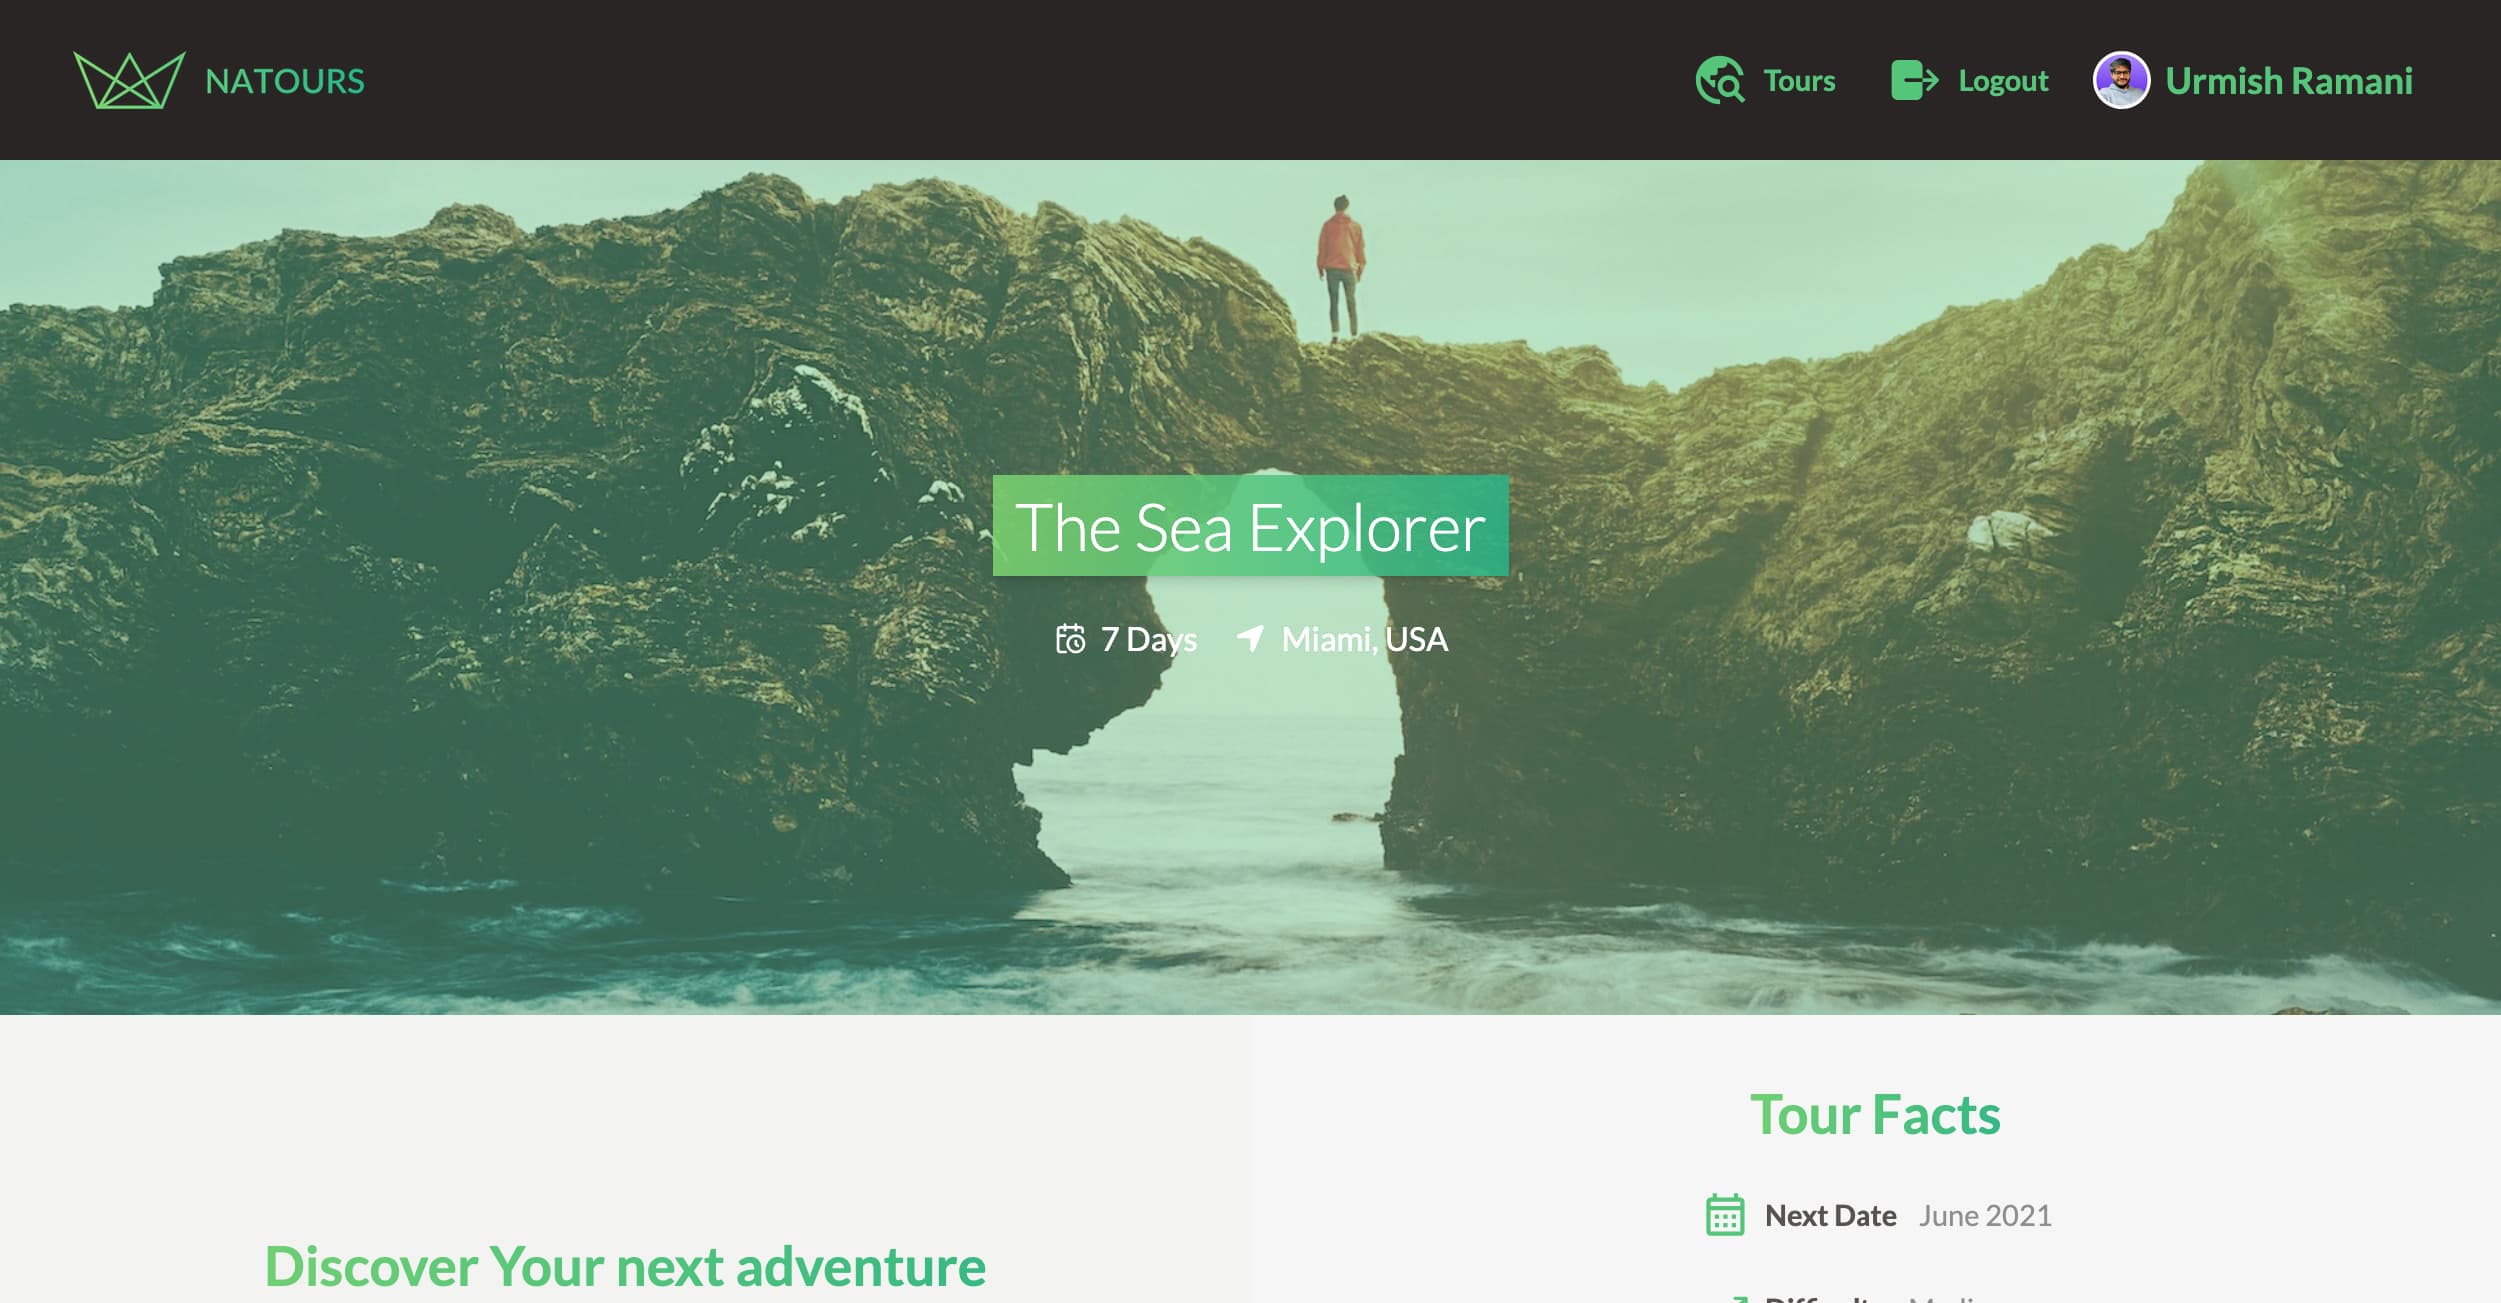 NATOURS
Tours
Logout
Urmish Ramani
The Sea Explorer
7 Days
Miami, USA
Tour Facts
Next Date June 2021
Discover Your next adventure